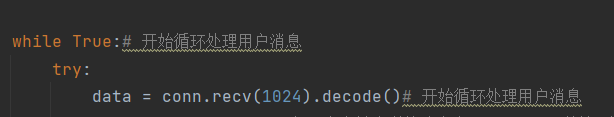 while True:# 开始循环处理用户消息
try:
data = conn.recv(1024).decode()# 开始循环处理用户消息